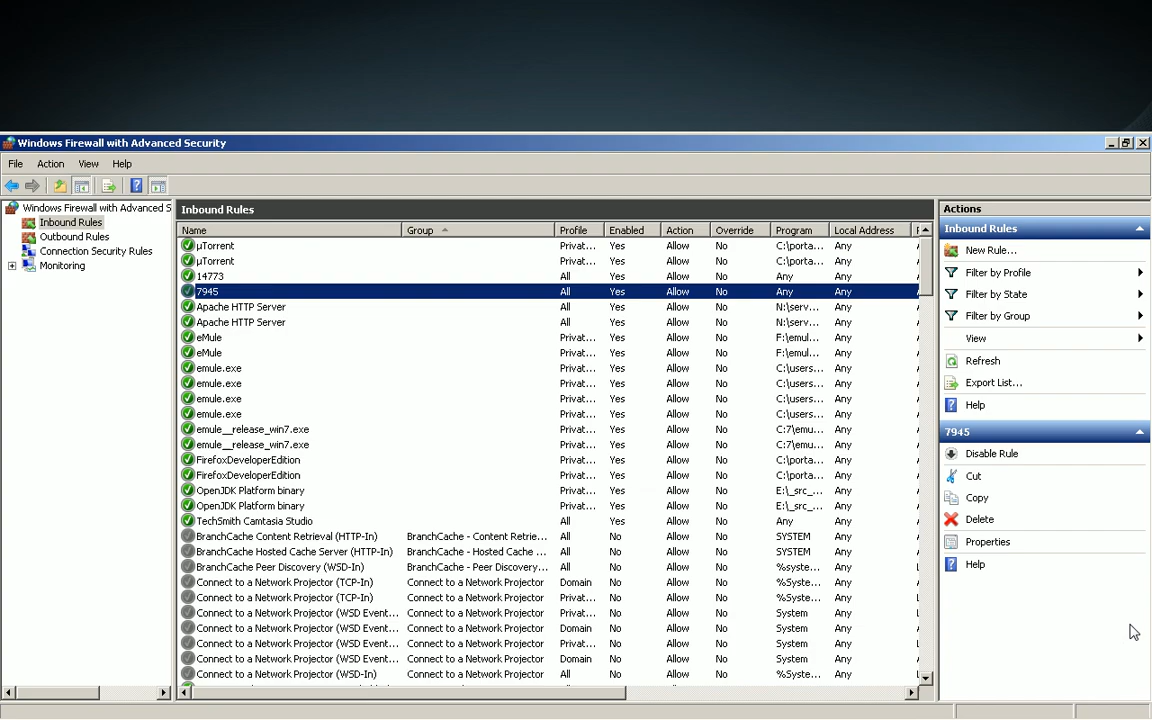 Windows Firewall with Advanced Security
File Action View Help
Windows Firewall with Advanced S
Inbound Rules
Outbound Rules
Connection Security Rules
Monitoring
Inbound Rules
Name Group Profile Enabled Action Override Program Local Address
µTorrent Privat... Yes Allow No C:\porta... Any
µTorrent Privat... Yes Allow No C:\porta... Any
14773 All Yes Allow No Any Any
7945 All Yes Allow No Any Any
Apache HTTP Server All Yes Allow No N:\serv... Any
Apache HTTP Server All Yes Allow No N:\serv... Any
eMule Privat... Yes Allow No F:\emul... Any
eMule Privat... Yes Allow No F:\emul... Any
emule.exe Privat... Yes Allow No C:\users... Any
emule.exe Privat... Yes Allow No C:\users... Any
emule.exe Privat... Yes Allow No C:\users... Any
emule.exe Privat... Yes Allow No C:\users... Any
emule__release_win7.exe Privat... Yes Allow No C:7\emu... Any
emule__release_win7.exe Privat... Yes Allow No C:7\emu... Any
FirefoxDeveloperEdition Privat... Yes Allow No C:\porta... Any
FirefoxDeveloperEdition Privat... Yes Allow No C:\porta... Any
OpenJDK Platform binary Privat... Yes Allow No E:\_src_... Any
OpenJDK Platform binary Privat... Yes Allow No E:\_src_... Any
TechSmith Camtasia Studio All Yes Allow No Any Any
BranchCache Content Retrieval (HTTP-In) BranchCache - Content Retrie... All No Allow No SYSTEM Any
BranchCache Hosted Cache Server (HTTP-In) BranchCache - Hosted Cache ... All No Allow No SYSTEM Any
BranchCache Peer Discovery (WSD-In) BranchCache - Peer Discovery... All No Allow No %syste... Any
Connect to a Network Projector (TCP-In) Connect to a Network Projector Domain No Allow No %Syste... Any
Connect to a Network Projector (TCP-In) Connect to a Network Projector Privat... No Allow No %Syste... Any
Connect to a Network Projector (WSD Event... Connect to a Network Projector Privat... No Allow No System Any
Connect to a Network Projector (WSD Event... Connect to a Network Projector Domain No Allow No System Any
Connect to a Network Projector (WSD Event... Connect to a Network Projector Privat... No Allow No System Any
Connect to a Network Projector (WSD Event... Connect to a Network Projector Domain No Allow No System Any
Connect to a Network Projector (WSD-In) Connect to a Network Projector All No Allow No %Syste... Any
Actions
Inbound Rules
New Rule...
Filter by Profile
Filter by State
Filter by Group
View
Refresh
Export List...
Help
7945
Disable Rule
Cut
Copy
Delete
Properties
Help